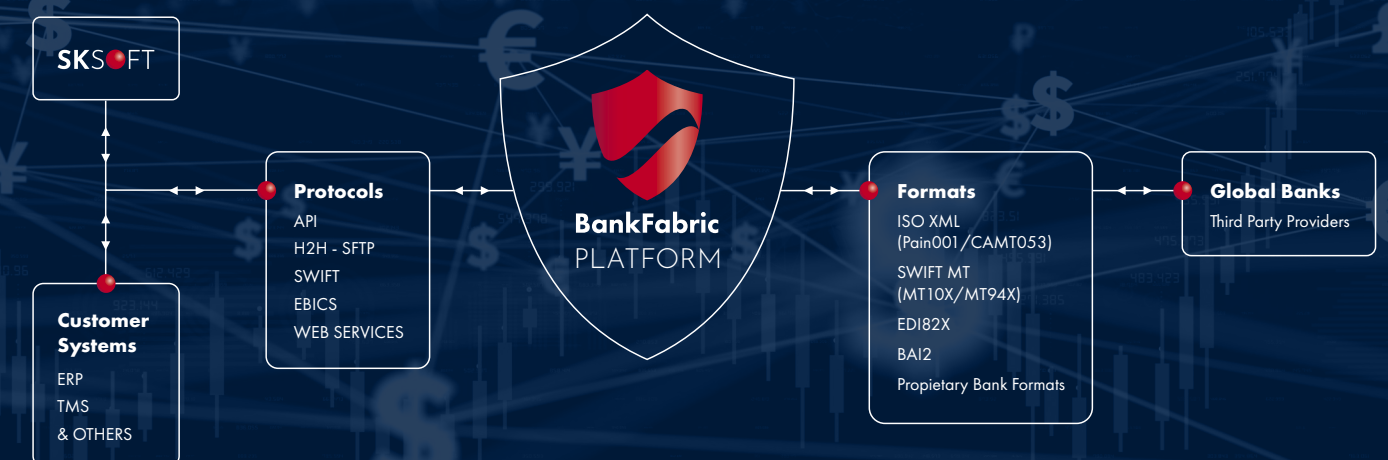 SKSOFT
Customer
Systems
ERP
TMS
& OTHERS
Protocols
API
H2H - SFTP
SWIFT
EBICS
WEB SERVICES
BankFabric
PLATFORM
Formats
ISO XML
(Pain001/CAMT053)
SWIFT MT
(MT10X/MT94X)
EDI82X
BAI2
Propietary Bank Formats
Global Banks
Third Party Providers